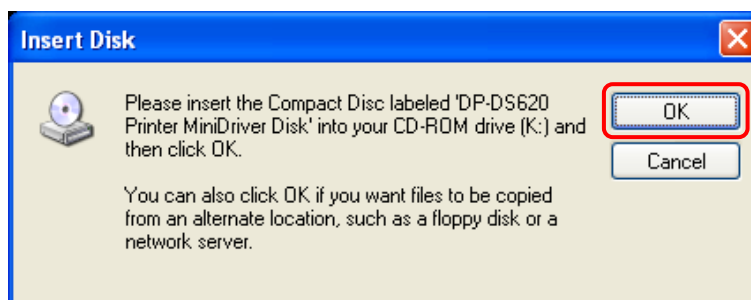 Insert Disk
Please insert the Compact Disc labeled 'DP-DS620
Printer MiniDriver Disk' into your CD-ROM drive (K:) and
then click OK.
You can also click OK if you want files to be copied
from an alternate location, such as a floppy disk or a
network server.
OK
Cancel